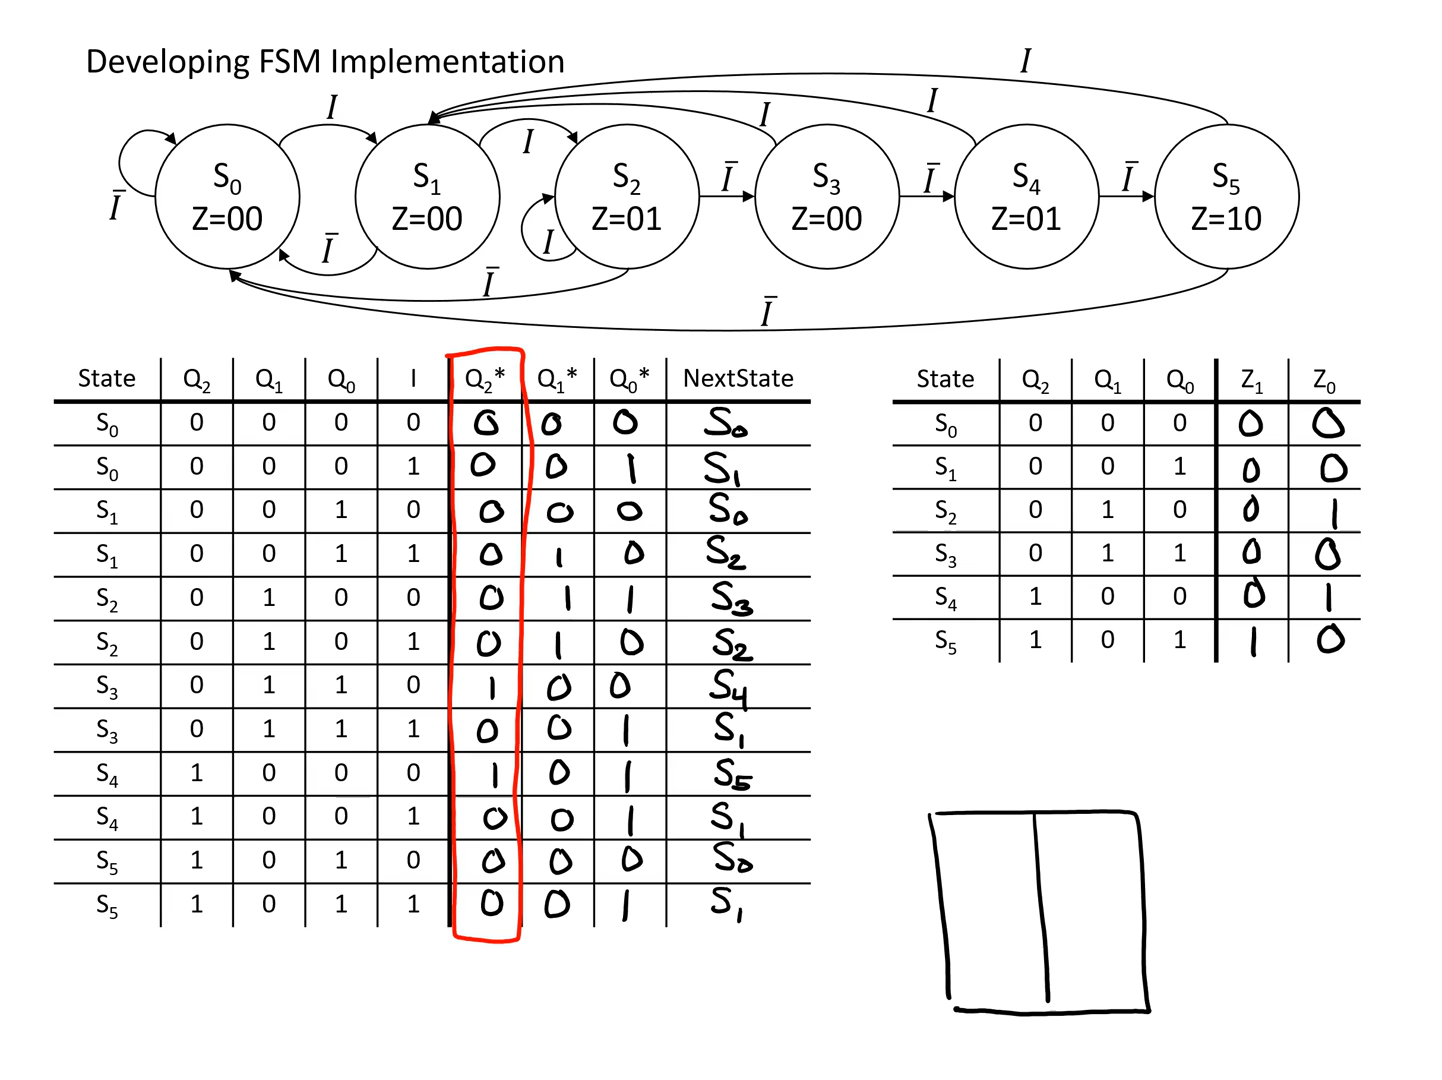 Developing FSM Implementation
I
I
I
I
I
I
S₀
Z=00
S₁
Z=00
S₂
Z=01
S₃
Z=00
S₄
Z=01
S₅
Z=10
Ī
Ī
Ī
Ī
Ī
I
Ī
Ī
State Q₂ Q₁ Q₀ I Q₂* Q₁* Q₀* NextState
S₀ 0 0 0 0 0 0 0 S₀
S₀ 0 0 0 1 0 0 1 S₁
S₁ 0 0 1 0 0 0 0 S₀
S₁ 0 0 1 1 0 1 0 S₂
S₂ 0 1 0 0 0 1 1 S₃
S₂ 0 1 0 1 0 1 0 S₂
S₃ 0 1 1 0 1 0 0 S₄
S₃ 0 1 1 1 0 0 1 S₁
S₄ 1 0 0 0 1 0 1 S₅
S₄ 1 0 0 1 0 0 1 S₁
S₅ 1 0 1 0 0 0 0 S₀
S₅ 1 0 1 1 0 0 1 S₁
State Q₂ Q₁ Q₀ Z₁ Z₀
S₀ 0 0 0 0 0
S₁ 0 0 1 0 0
S₂ 0 1 0 0 1
S₃ 0 1 1 0 0
S₄ 1 0 0 0 1
S₅ 1 0 1 1 0